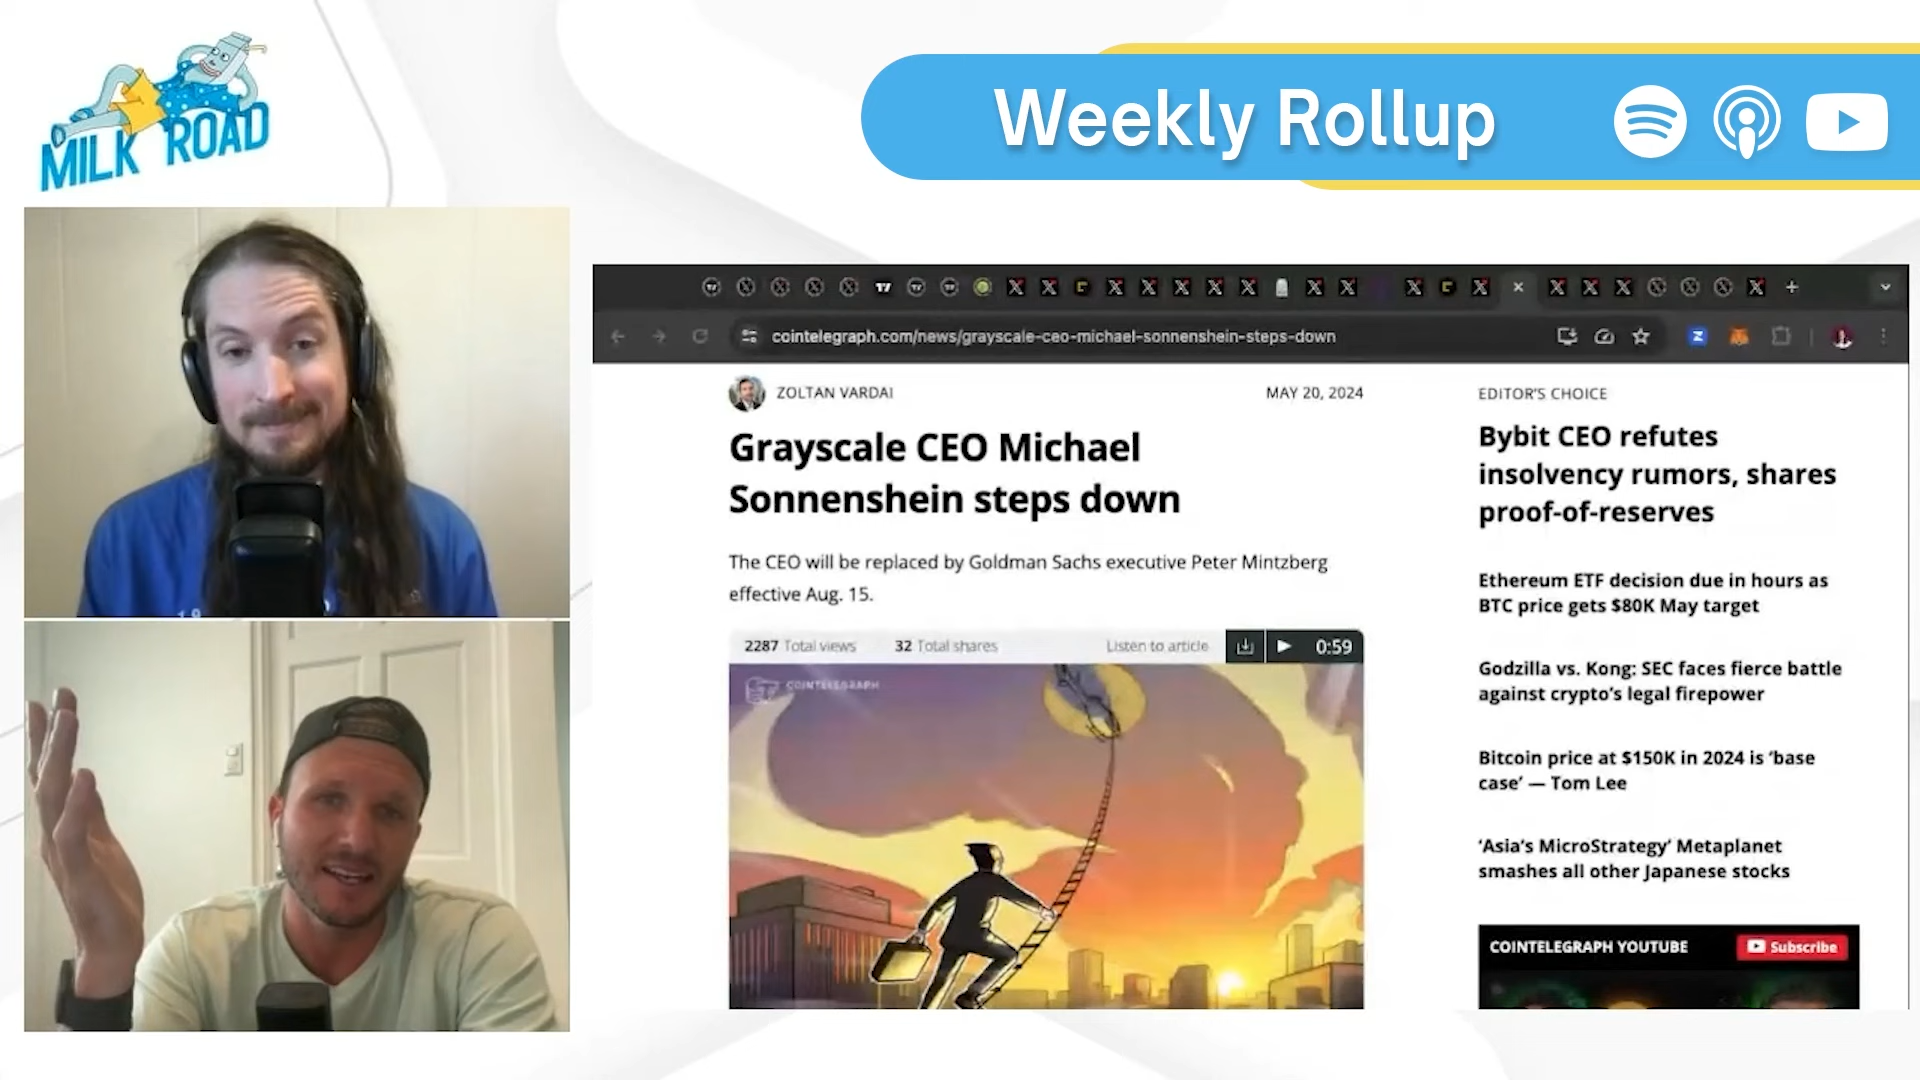 MILK ROAD
Weekly Rollup
cointelegraph.com/news/grayscale-ceo-michael-sonnenshein-steps-down
ZOLTAN VARDAI
MAY 20, 2024
Grayscale CEO Michael
Sonnenshein steps down
The CEO will be replaced by Goldman Sachs executive Peter Mintzberg
effective Aug. 15.
2287 Total views
32 Total shares
Listen to article
0:59
COINTELEGRAPH
EDITOR'S CHOICE
Bybit CEO refutes
insolvency rumors, shares
proof-of-reserves
Ethereum ETF decision due in hours as
BTC price gets $80K May target
Godzilla vs. Kong: SEC faces fierce battle
against crypto's legal firepower
Bitcoin price at $150K in 2024 is 'base
case' — Tom Lee
'Asia's MicroStrategy' Metaplanet
smashes all other Japanese stocks
COINTELEGRAPH YOUTUBE
Subscribe